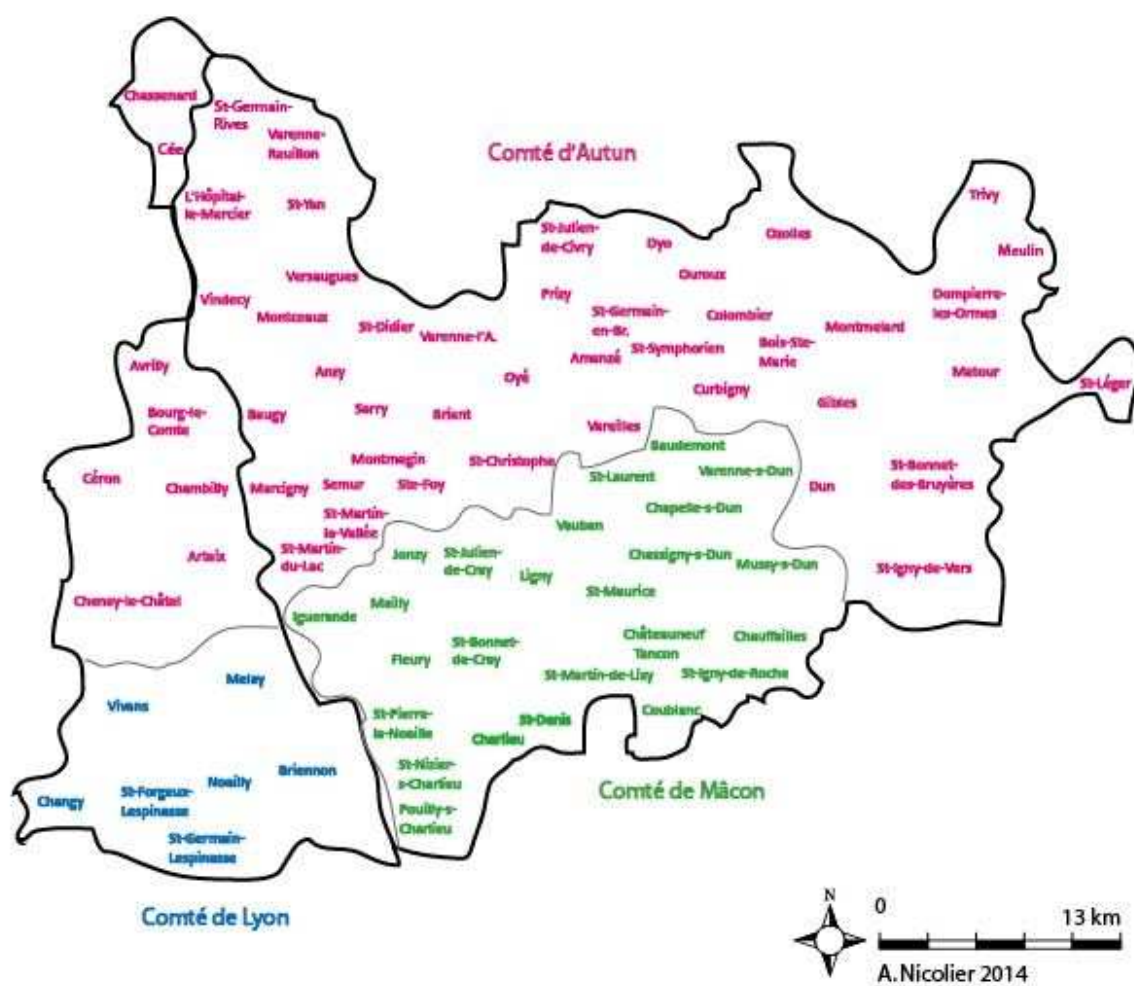 Chassenard
St-Germain-
Rives
Varenne-
Reuillon
Cée
Comté d'Autun
L'Hôpital-
le-Mercier
St-Yan
Trivy
St-Julien-
de-Civry
Dyo
Ozolles
Meulin
Ouroux
Versaugues
Vindecy
Montceaux
Prizy
St-Germain-
en-Br.
Colombier
Dompierre-
les-Ormes
St-Didier
Varenne-l'A.
St-Symphorien
Bois-Ste-
Marie
Montmelard
Amanzé
Avrilly
Anzy
Oyé
Curbigny
Matour
St-Léger
Bourg-le-
Comte
Baugy
Sarry
Brient
Gibles
Vareilles
Baudemont
Montmegin
St-Christophe
St-Laurent
Varenne-s-Dun
St-Bonnet-
des-Bruyères
Céron
Chambilly
Marcigny
Semur
Ste-Foy
Dun
Chapelle-s-Dun
St-Martin-
la-Vallée
Vauban
Artaix
St-Martin-
du-Lac
Jonzy
St-Julien-
de-Cray
Ligny
Chassigny-s-Dun
Mussy-s-Dun
St-Igny-de-Vers
St-Maurice
Chenay-le-Châtel
Iguerande
Mailly
Châteauneuf
Tancon
Chauffailles
St-Bonnet-
de-Cray
Fleury
St-Martin-de-Lixy
St-Igny-de-Roche
Melay
Vivans
St-Pierre-
la-Noaille
St-Denis
Coublanc
Charlieu
St-Nizier-
s-Charlieu
Briennon
Noailly
Changy
St-Forgeux-
Lespinasse
Comté de Mâcon
Pouilly-s-
Charlieu
St-Germain-
Lespinasse
Comté de Lyon
N
0
13 km
A. Nicolier 2014